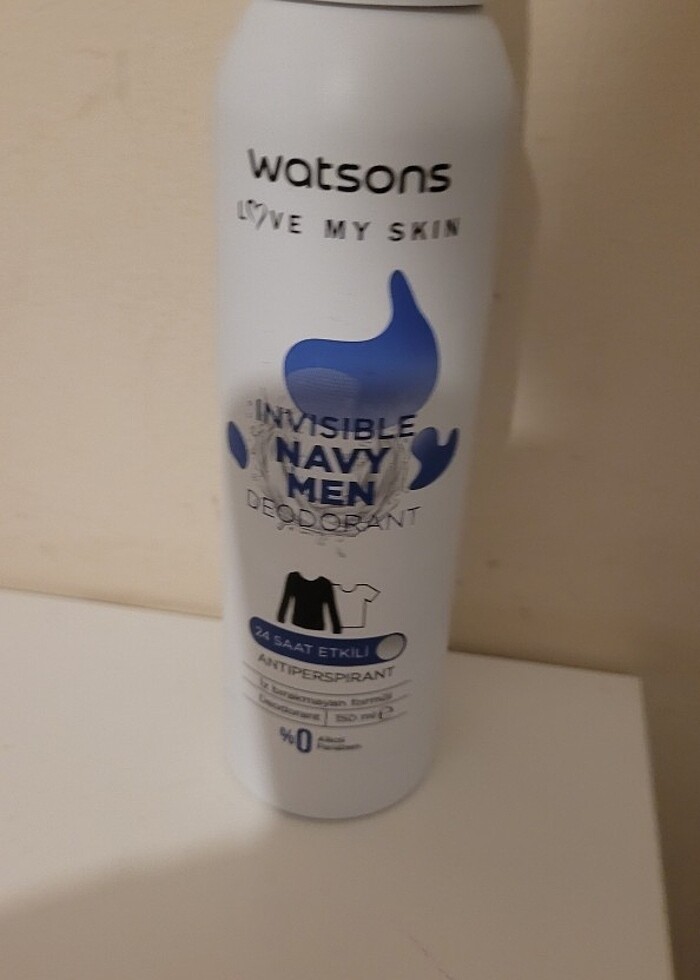 watsons
LOVE MY SKIN
INVISIBLE
NAVY
MEN
DEODORANT
24 SAAT ETKİLİ
ANTIPERSPIRANT
İz bırakmayan formül
Deodorant | 150 ml e
%0 Alkol
Paraben